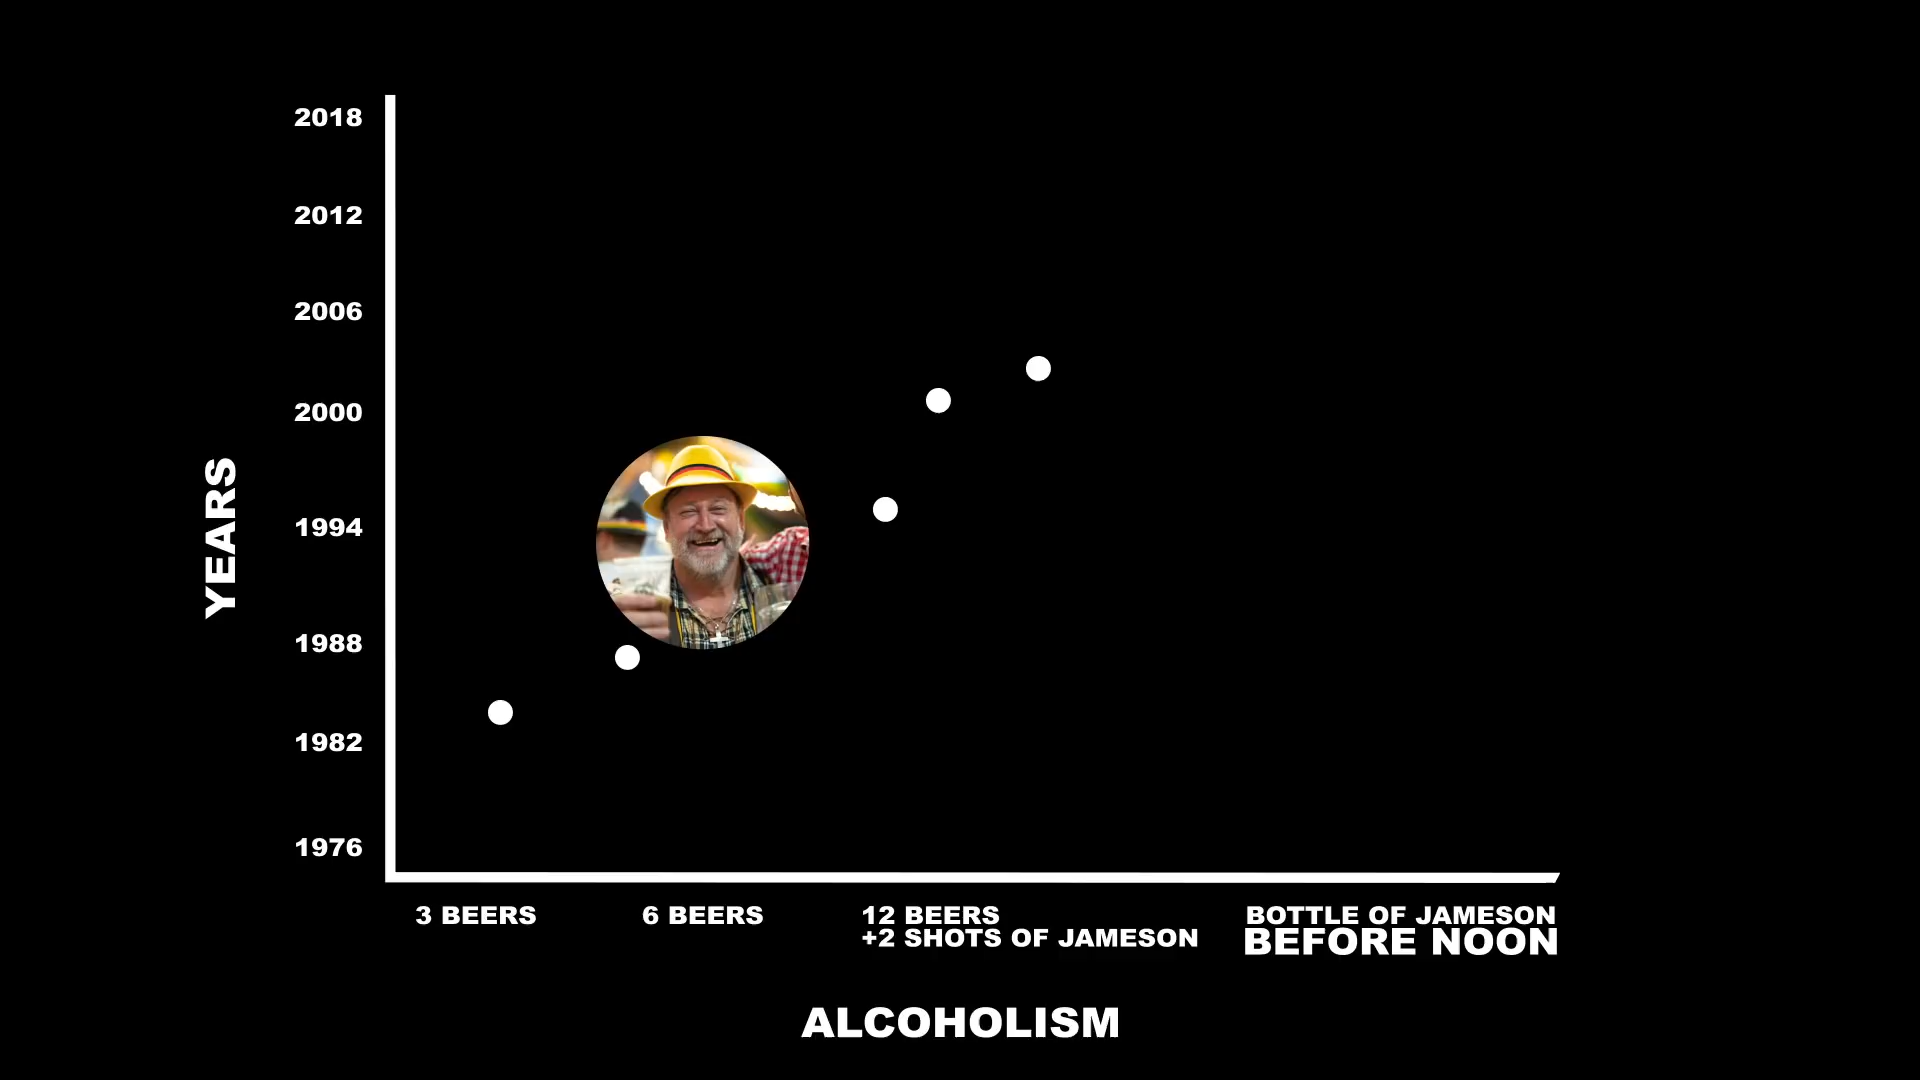 2018
2012
2006
2000
1994
1988
1982
1976
YEARS
3 BEERS
6 BEERS
12 BEERS
+2 SHOTS OF JAMESON
BOTTLE OF JAMESON
BEFORE NOON
ALCOHOLISM